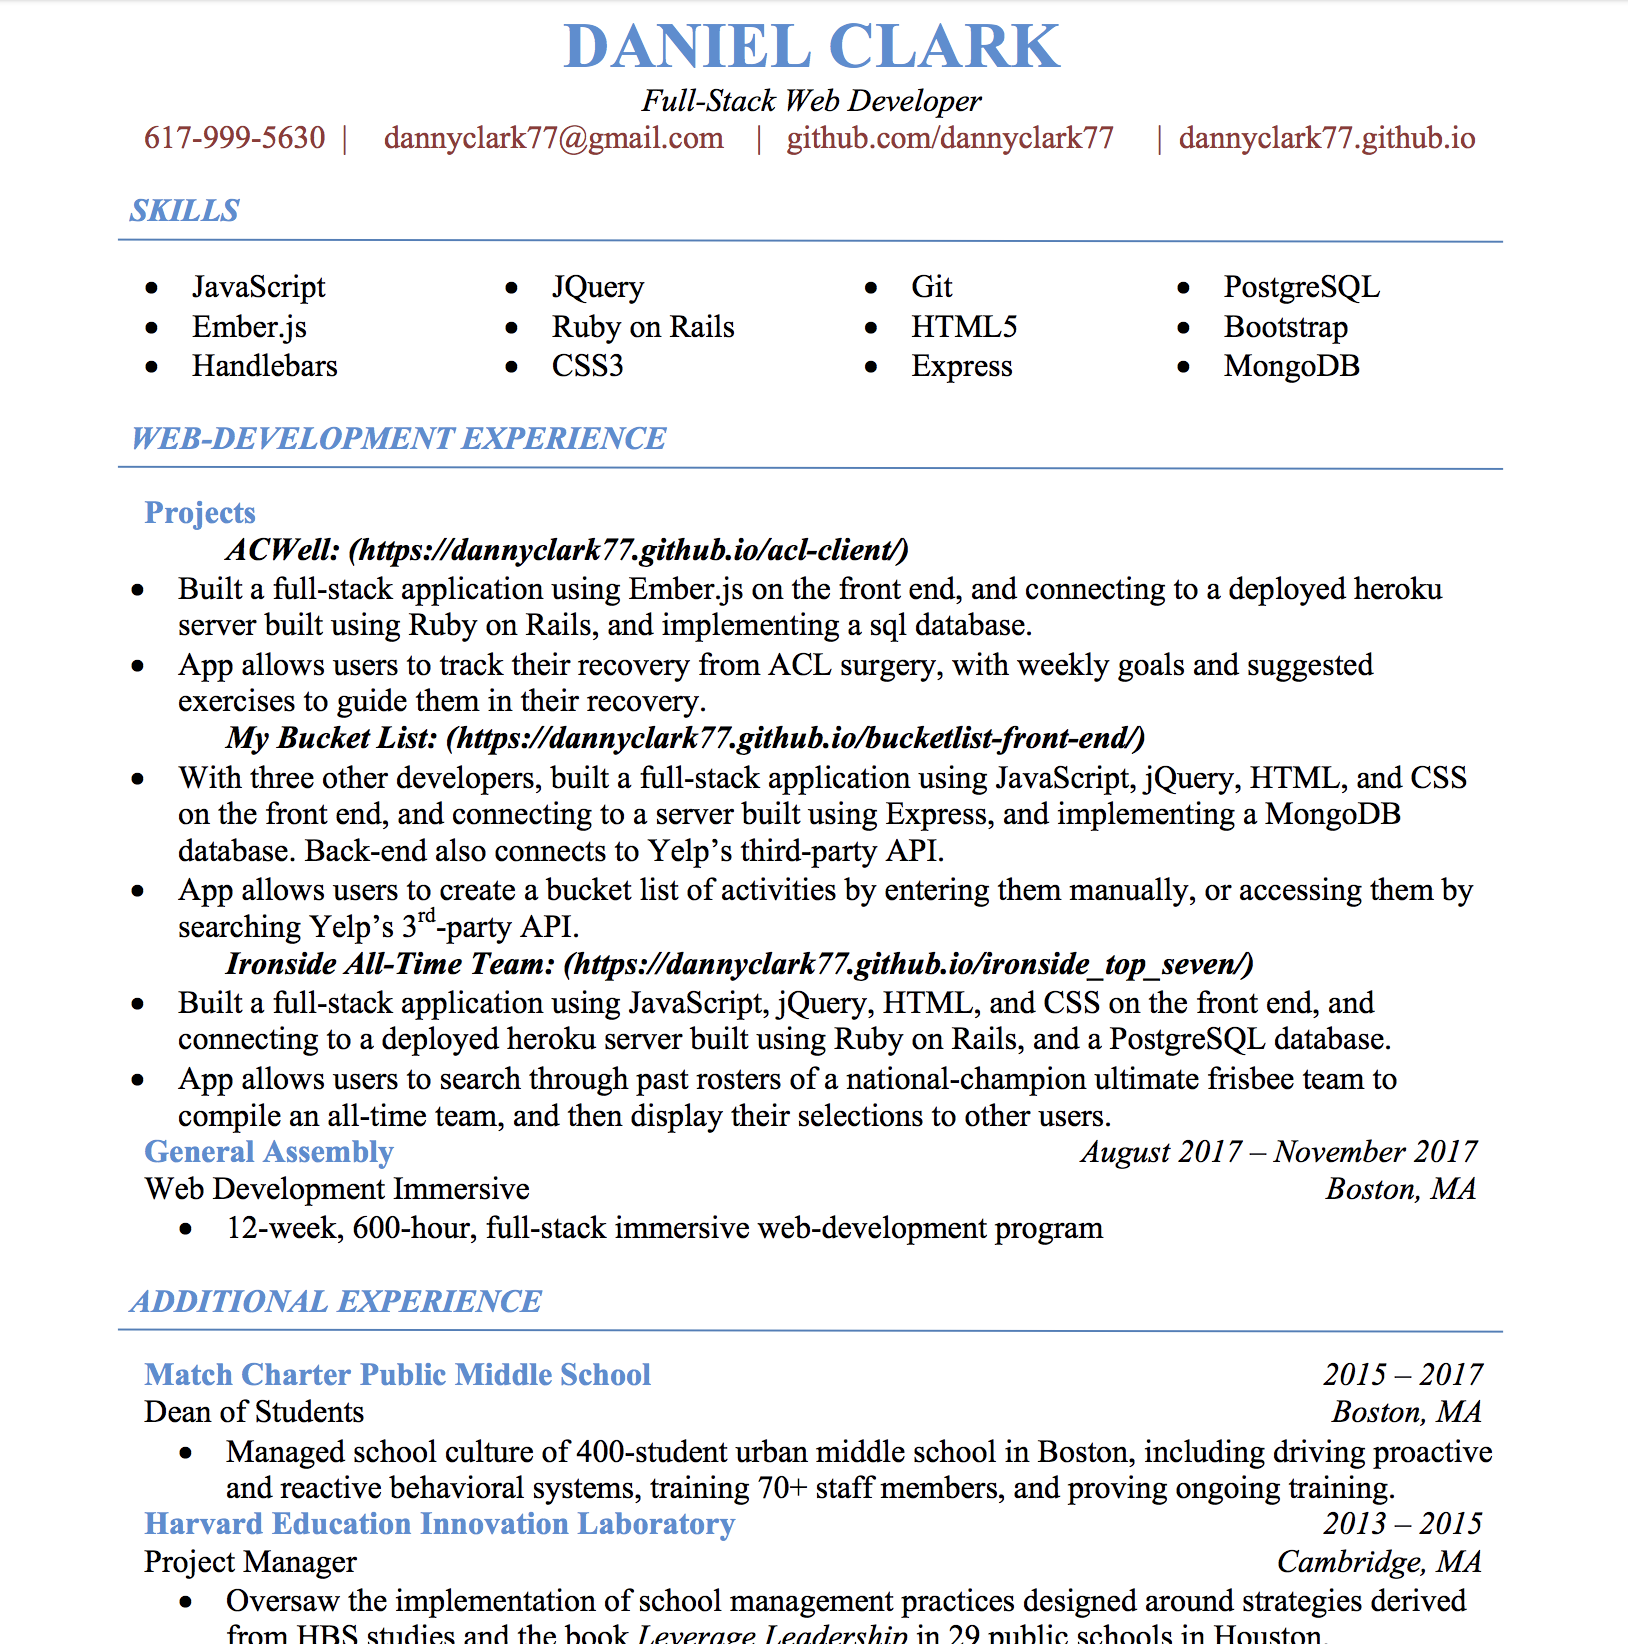 DANIEL CLARK
Full-Stack Web Developer
617-999-5630 | dannyclark77@gmail.com | github.com/dannyclark77 | dannyclark77.github.io
SKILLS
• JavaScript • JQuery • Git • PostgreSQL
• Ember.js • Ruby on Rails • HTML5 • Bootstrap
• Handlebars • CSS3 • Express • MongoDB
WEB-DEVELOPMENT EXPERIENCE
Projects
ACWell: (https://dannyclark77.github.io/acl-client/)
• Built a full-stack application using Ember.js on the front end, and connecting to a deployed heroku
server built using Ruby on Rails, and implementing a sql database.
• App allows users to track their recovery from ACL surgery, with weekly goals and suggested
exercises to guide them in their recovery.
My Bucket List: (https://dannyclark77.github.io/bucketlist-front-end/)
• With three other developers, built a full-stack application using JavaScript, jQuery, HTML, and CSS
on the front end, and connecting to a server built using Express, and implementing a MongoDB
database. Back-end also connects to Yelp’s third-party API.
• App allows users to create a bucket list of activities by entering them manually, or accessing them by
searching Yelp’s 3rd-party API.
Ironside All-Time Team: (https://dannyclark77.github.io/ironside_top_seven/)
• Built a full-stack application using JavaScript, jQuery, HTML, and CSS on the front end, and
connecting to a deployed heroku server built using Ruby on Rails, and a PostgreSQL database.
• App allows users to search through past rosters of a national-champion ultimate frisbee team to
compile an all-time team, and then display their selections to other users.
General Assembly August 2017 – November 2017
Web Development Immersive Boston, MA
• 12-week, 600-hour, full-stack immersive web-development program
ADDITIONAL EXPERIENCE
Match Charter Public Middle School 2015 – 2017
Dean of Students Boston, MA
• Managed school culture of 400-student urban middle school in Boston, including driving proactive
and reactive behavioral systems, training 70+ staff members, and proving ongoing training.
Harvard Education Innovation Laboratory 2013 – 2015
Project Manager Cambridge, MA
• Oversaw the implementation of school management practices designed around strategies derived
from HBS studies and the book Leverage Leadership in 29 public schools in Houston.